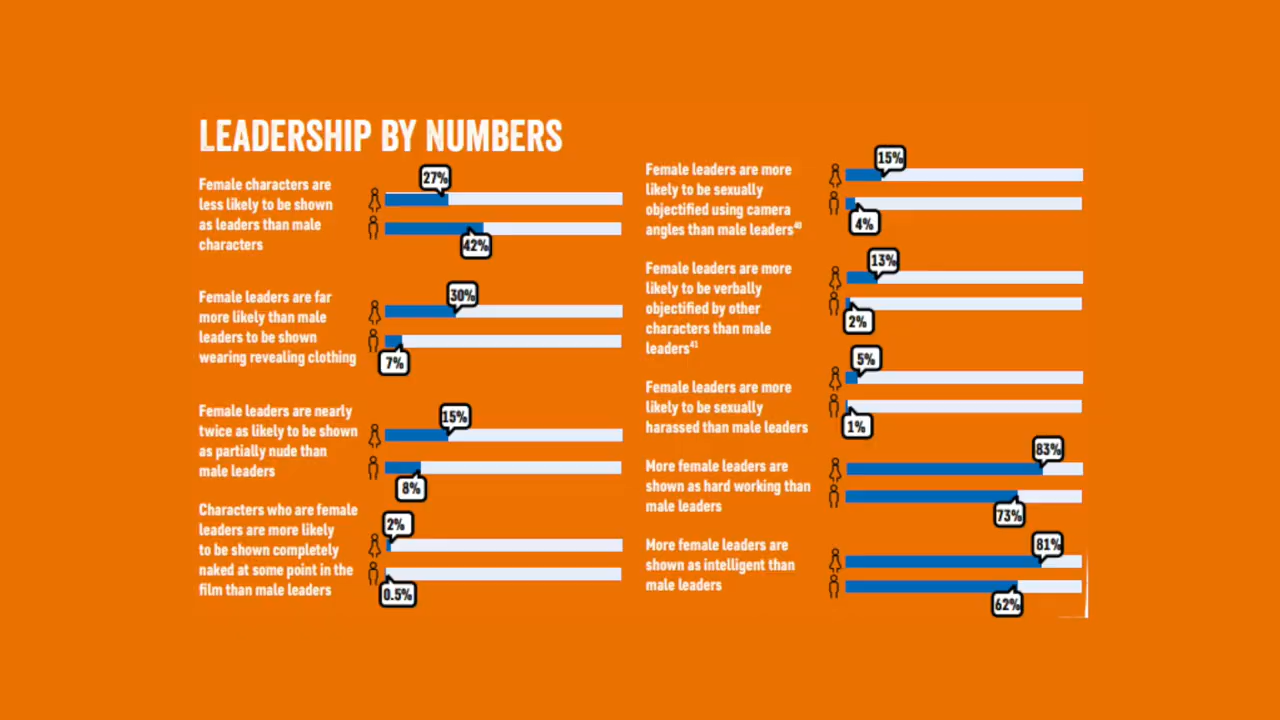 LEADERSHIP BY NUMBERS
Female characters are
less likely to be shown
as leaders than male
characters
27%
42%
Female leaders are far
more likely than male
leaders to be shown
wearing revealing clothing
30%
7%
Female leaders are nearly
twice as likely to be shown
as partially nude than
male leaders
15%
8%
Characters who are female
leaders are more likely
to be shown completely
naked at some point in the
film than male leaders
2%
0.5%
Female leaders are more
likely to be sexually
objectified using camera
angles than male leaders⁴⁰
15%
4%
Female leaders are more
likely to be verbally
objectified by other
characters than male
leaders⁴¹
13%
2%
Female leaders are more
likely to be sexually
harassed than male leaders
5%
1%
More female leaders are
shown as hard working than
male leaders
83%
73%
More female leaders are
shown as intelligent than
male leaders
81%
62%